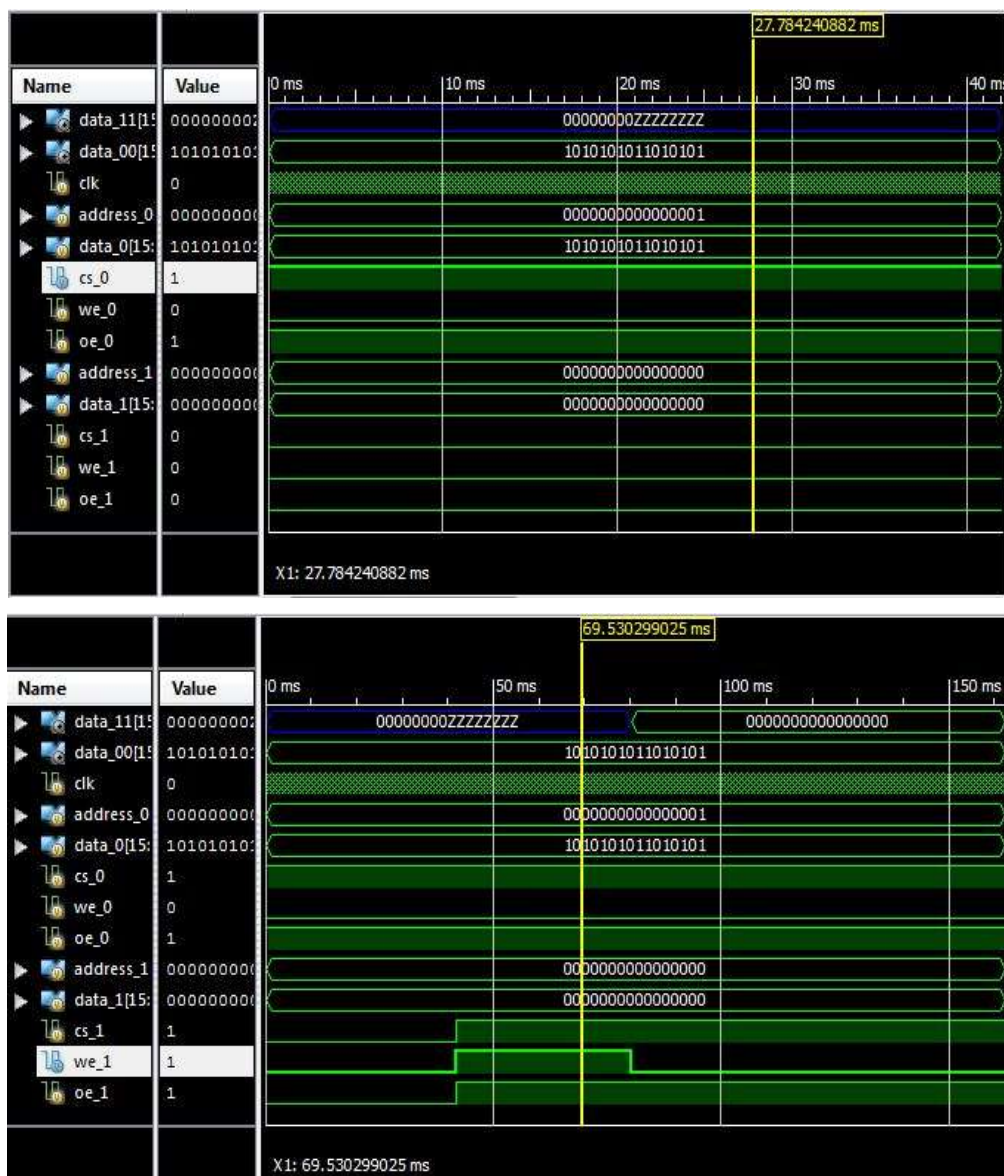 27.784240882 ms
Name Value 0 ms 10 ms 20 ms 30 ms 40 m
data_11[15 000000002 00000000ZZZZZZZZ
data_00[15 101010101 1010101011010101
clk 0
address_0 000000000 0000000000000001
data_0[15: 101010101 1010101011010101
cs_0 1
we_0 0
oe_0 1
address_1 000000000 0000000000000000
data_1[15: 000000000 0000000000000000
cs_1 0
we_1 0
oe_1 0
X1: 27.784240882 ms
69.530299025 ms
Name Value 0 ms 50 ms 100 ms 150 ms
data_11[15 000000002 00000000ZZZZZZZZ 0000000000000000
data_00[15 101010101 1010101011010101
clk 0
address_0 000000000 0000000000000001
data_0[15: 101010101 1010101011010101
cs_0 1
we_0 0
oe_0 1
address_1 000000000 0000000000000000
data_1[15: 000000000 0000000000000000
cs_1 1
we_1 1
oe_1 1
X1: 69.530299025 ms